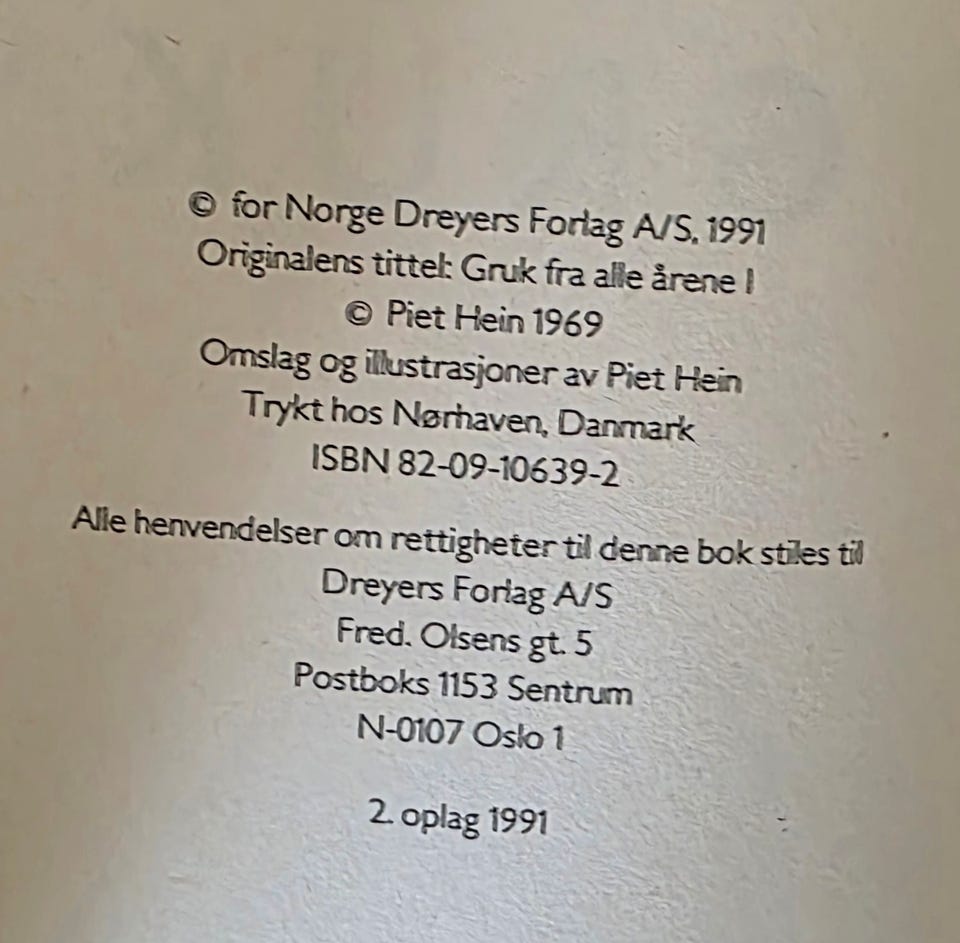 © for Norge Dreyers Forlag A/S, 1991
Originalens tittel: Gruk fra alle årene I
© Piet Hein 1969
Omslag og illustrasjoner av Piet Hein
Trykt hos Nørhaven, Danmark
ISBN 82-09-10639-2
Alle henvendelser om rettigheter til denne bok stiles til
Dreyers Forlag A/S
Fred. Olsens gt. 5
Postboks 1153 Sentrum
N-0107 Oslo 1
2. oplag 1991